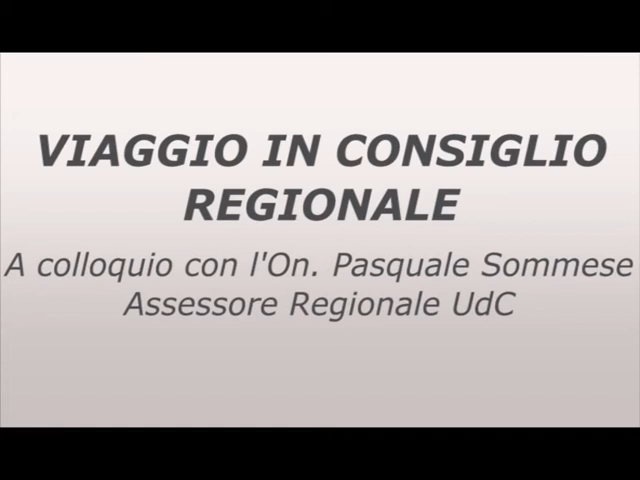 VIAGGIO IN CONSIGLIO
REGIONALE
A colloquio con l'On. Pasquale Sommese
Assessore Regionale UdC